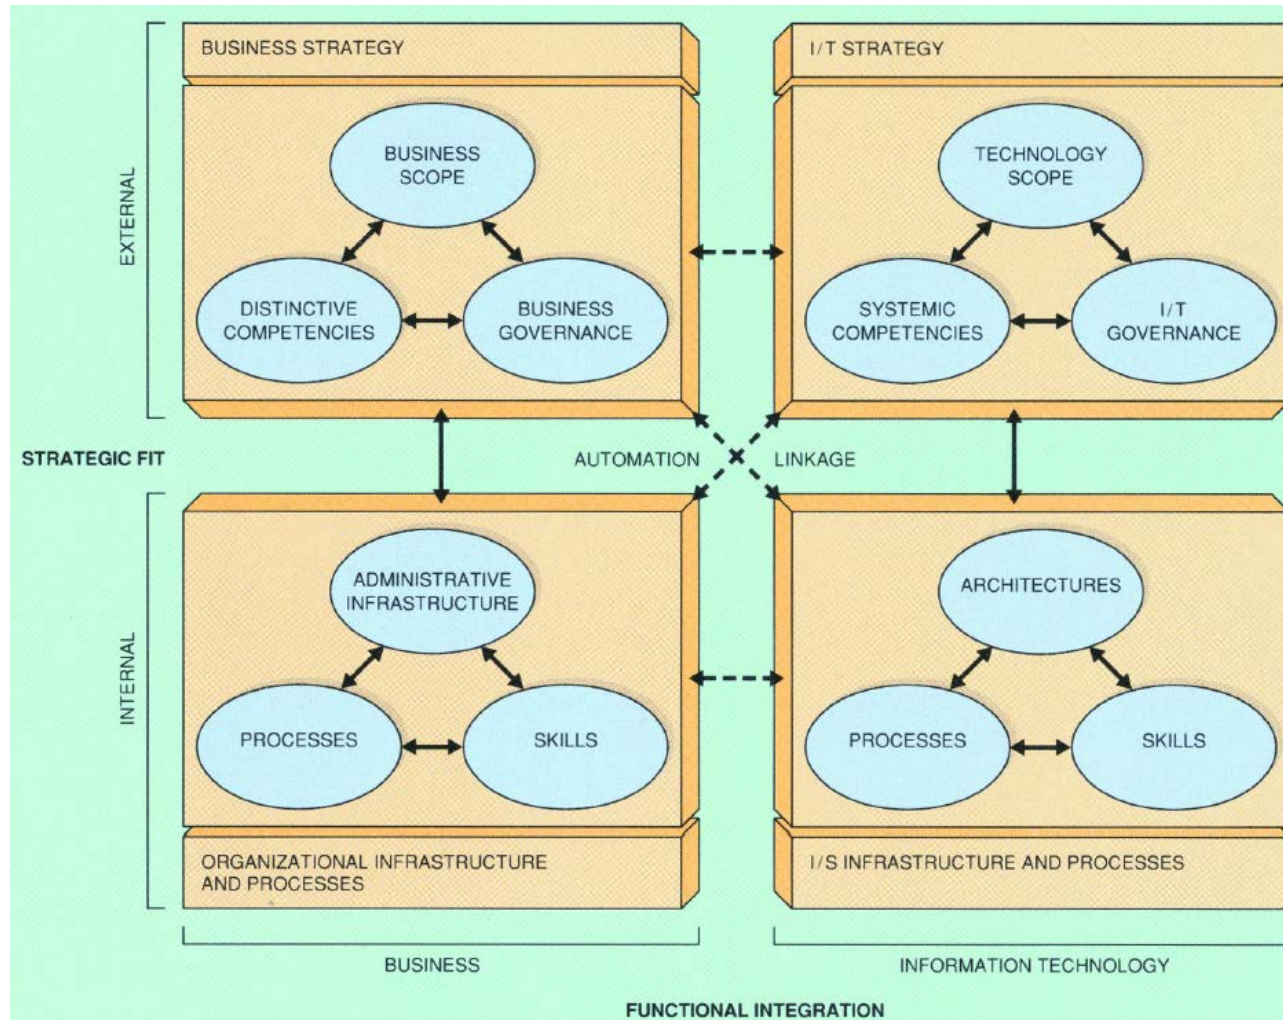 BUSINESS STRATEGY
I/T STRATEGY
EXTERNAL
BUSINESS
SCOPE
TECHNOLOGY
SCOPE
DISTINCTIVE
COMPETENCIES
BUSINESS
GOVERNANCE
SYSTEMIC
COMPETENCIES
I/T
GOVERNANCE
STRATEGIC FIT
AUTOMATION
LINKAGE
INTERNAL
ADMINISTRATIVE
INFRASTRUCTURE
ARCHITECTURES
PROCESSES
SKILLS
PROCESSES
SKILLS
ORGANIZATIONAL INFRASTRUCTURE
AND PROCESSES
I/S INFRASTRUCTURE AND PROCESSES
BUSINESS
INFORMATION TECHNOLOGY
FUNCTIONAL INTEGRATION